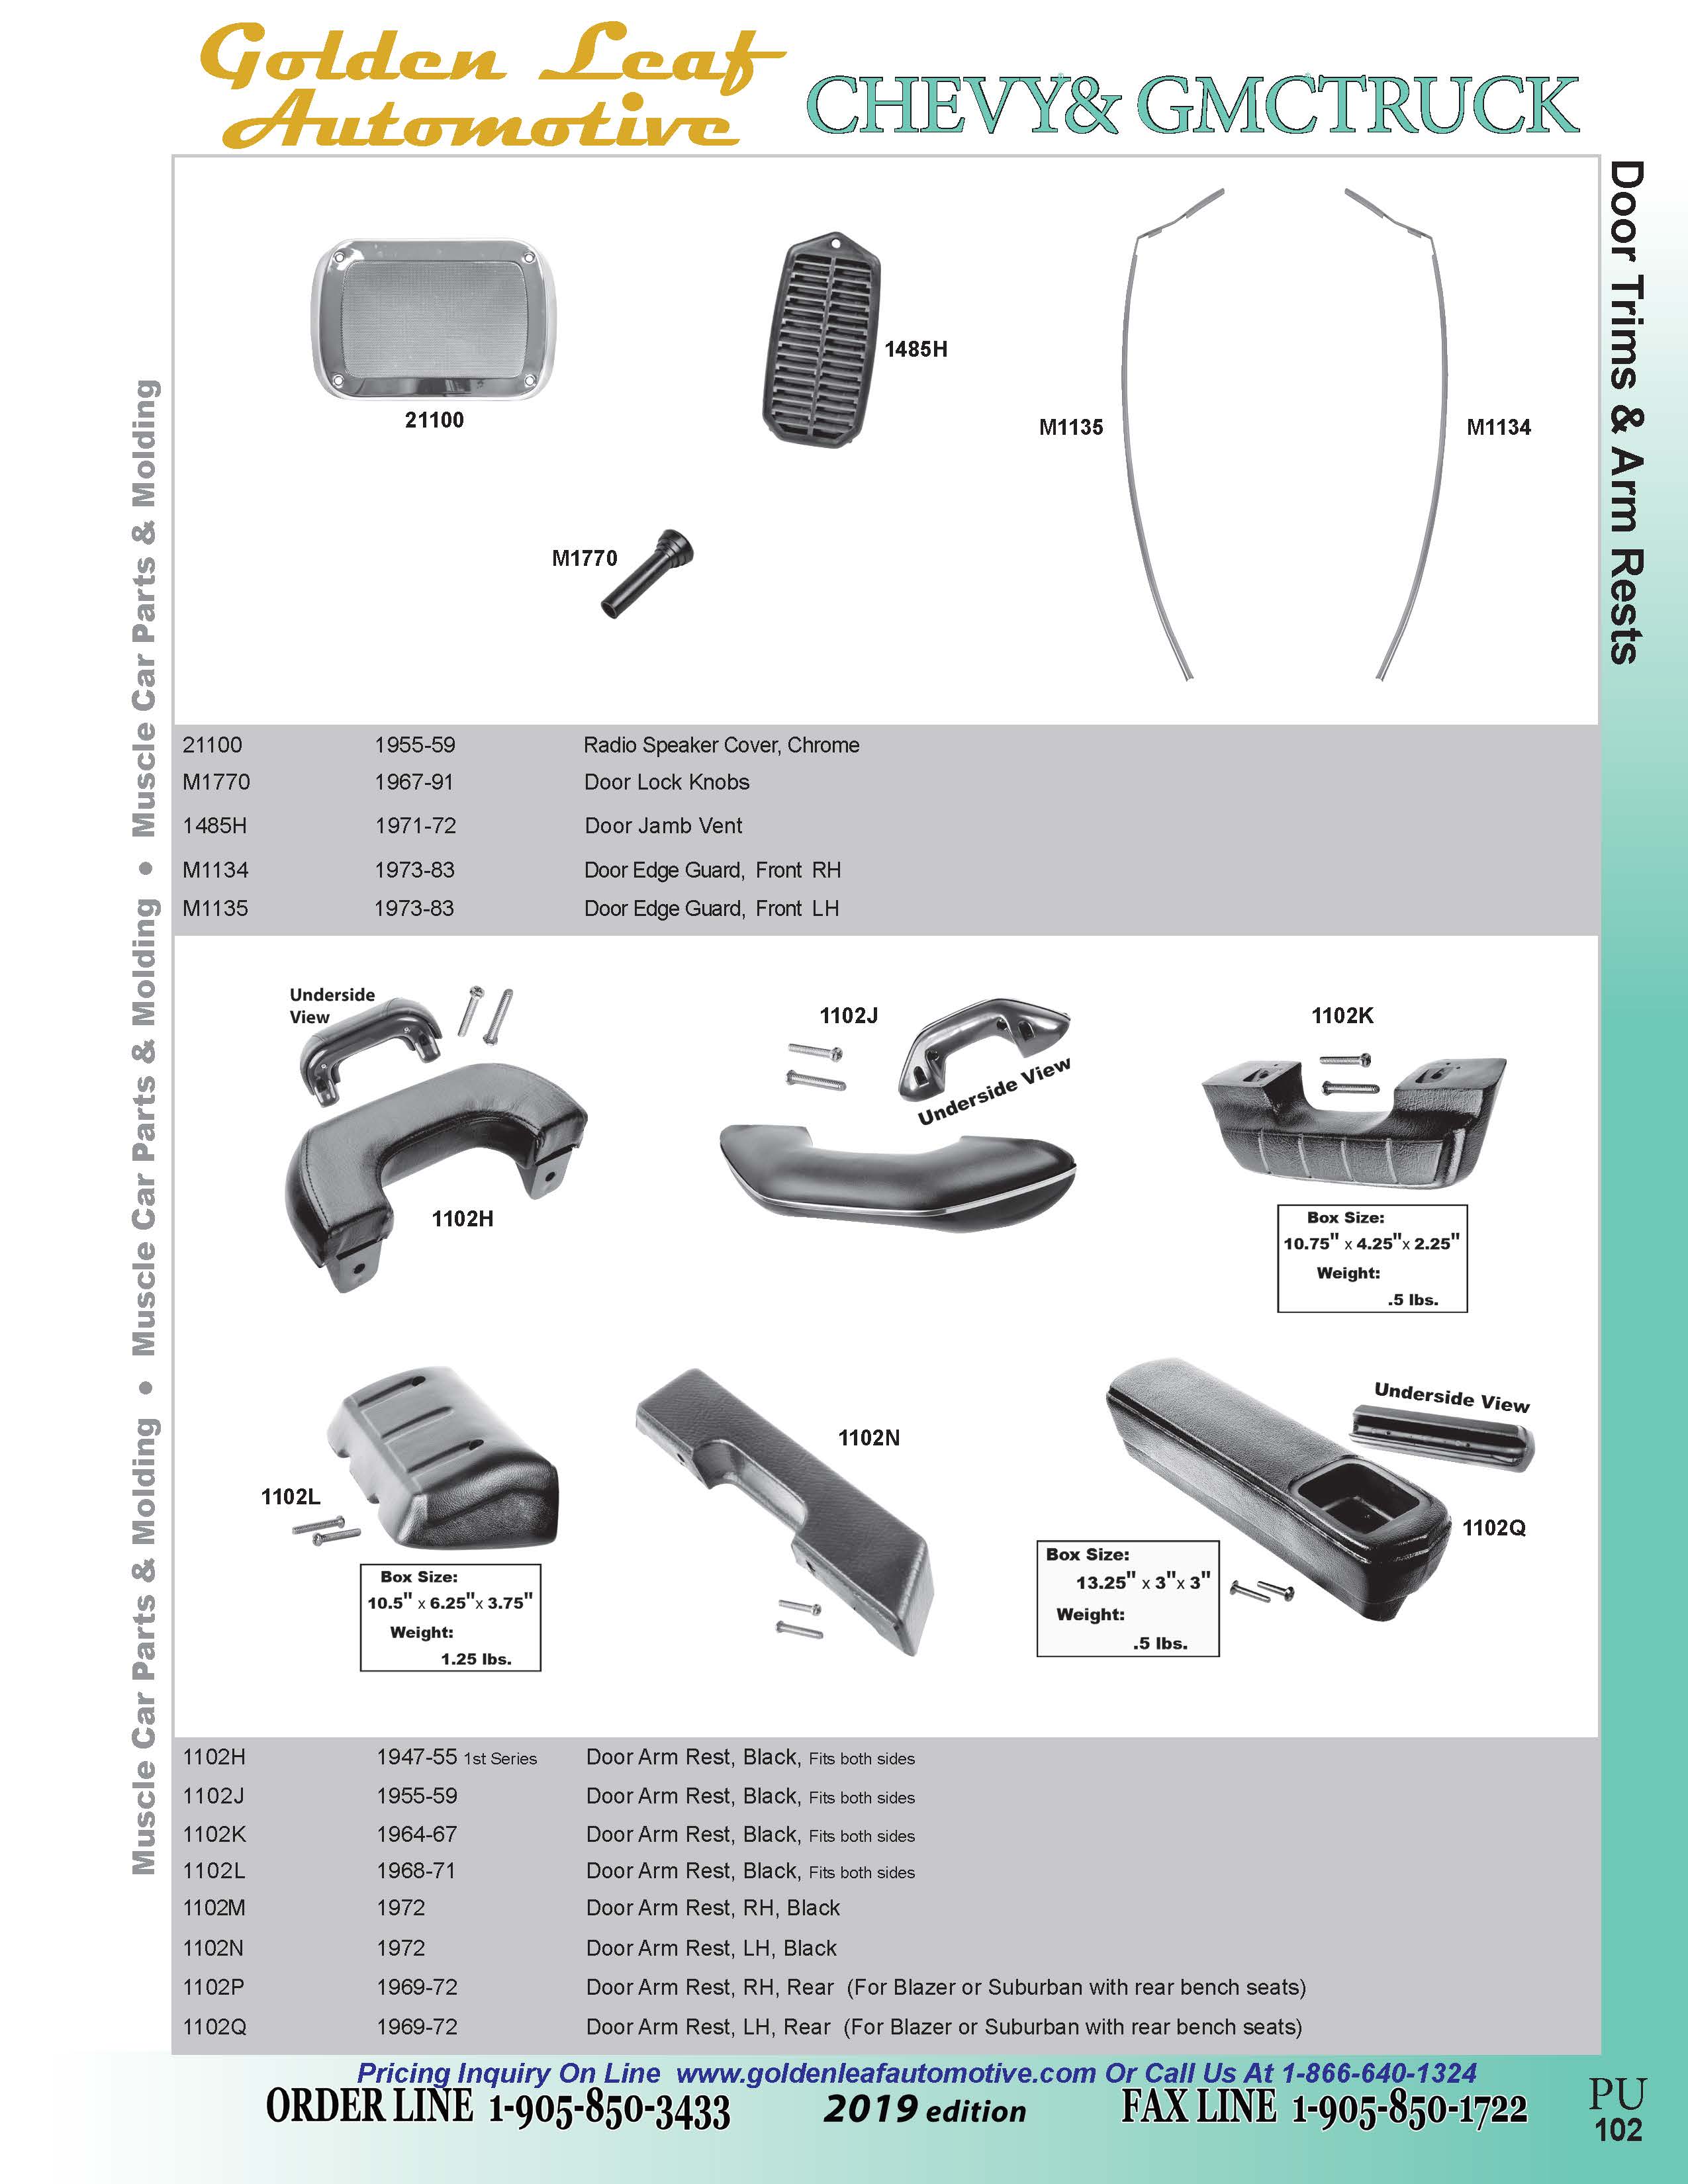 Golden Leaf
Automotive
CHEVY& GMCTRUCK
Door Trims & Arm Rests
Muscle Car Parts & Molding • Muscle Car Parts & Molding • Muscle Car Parts & Molding
21100
1485H
M1135
M1134
M1770
21100 1955-59 Radio Speaker Cover, Chrome
M1770 1967-91 Door Lock Knobs
1485H 1971-72 Door Jamb Vent
M1134 1973-83 Door Edge Guard, Front RH
M1135 1973-83 Door Edge Guard, Front LH
Underside
View
1102H
1102J
Underside View
1102K
Box Size:
10.75" x 4.25"x 2.25"
Weight:
.5 lbs.
1102L
Box Size:
10.5" x 6.25"x 3.75"
Weight:
1.25 lbs.
1102N
Underside View
1102Q
Box Size:
13.25" x 3"x 3"
Weight:
.5 lbs.
1102H 1947-55 1st Series Door Arm Rest, Black, Fits both sides
1102J 1955-59 Door Arm Rest, Black, Fits both sides
1102K 1964-67 Door Arm Rest, Black, Fits both sides
1102L 1968-71 Door Arm Rest, Black, Fits both sides
1102M 1972 Door Arm Rest, RH, Black
1102N 1972 Door Arm Rest, LH, Black
1102P 1969-72 Door Arm Rest, RH, Rear (For Blazer or Suburban with rear bench seats)
1102Q 1969-72 Door Arm Rest, LH, Rear (For Blazer or Suburban with rear bench seats)
Pricing Inquiry On Line www.goldenleafautomotive.com Or Call Us At 1-866-640-1324
ORDER LINE 1-905-850-3433 2019 edition FAX LINE 1-905-850-1722
PU
102